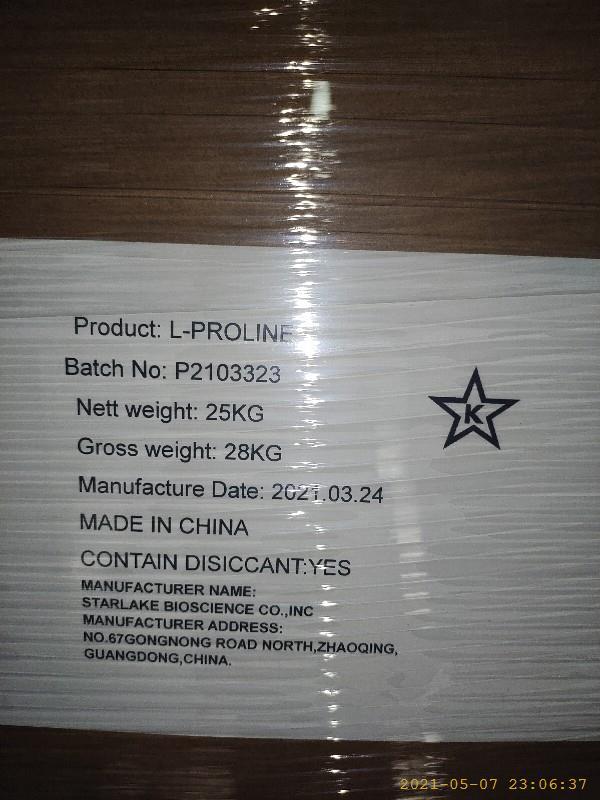 Product: L-PROLINE
Batch No: P2103323
Nett weight: 25KG
K
Gross weight: 28KG
Manufacture Date: 2021.03.24
MADE IN CHINA
CONTAIN DISICCANT:YES
MANUFACTURER NAME:
STARLAKE BIOSCIENCE CO.,INC
MANUFACTURER ADDRESS:
NO.67GONGNONG ROAD NORTH,ZHAOQING,
GUANGDONG,CHINA.
2021-05-07 23:06:37